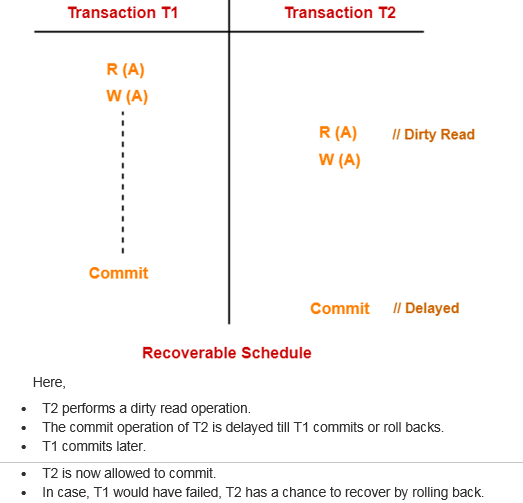 Transaction T1 Transaction T2
R (A)
W (A)
R (A) // Dirty Read
W (A)
Commit
Commit // Delayed
Recoverable Schedule
Here,
• T2 performs a dirty read operation.
• The commit operation of T2 is delayed till T1 commits or roll backs.
• T1 commits later.
• T2 is now allowed to commit.
• In case, T1 would have failed, T2 has a chance to recover by rolling back.